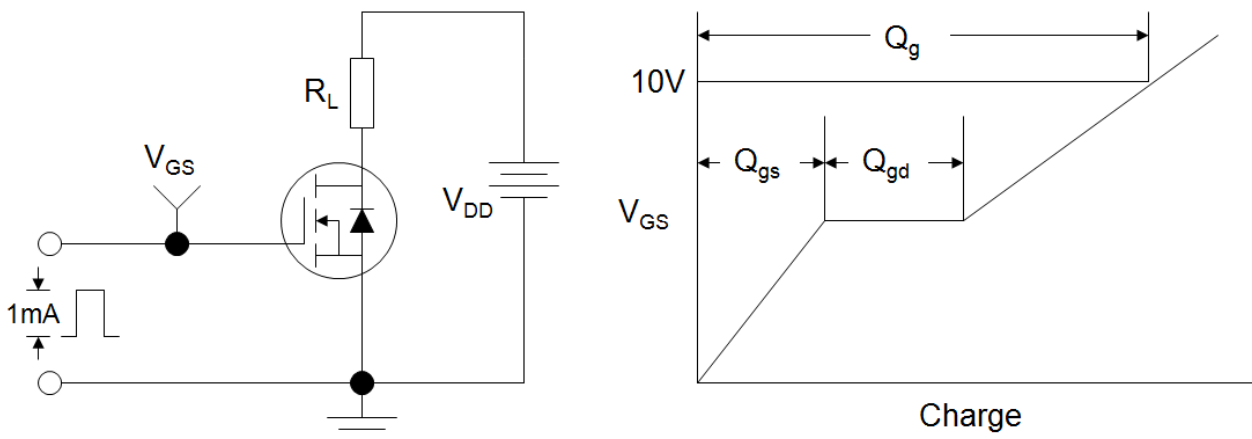 R_L
V_GS
V_DD
1mA
Q_g
10V
Q_gs
Q_gd
V_GS
Charge